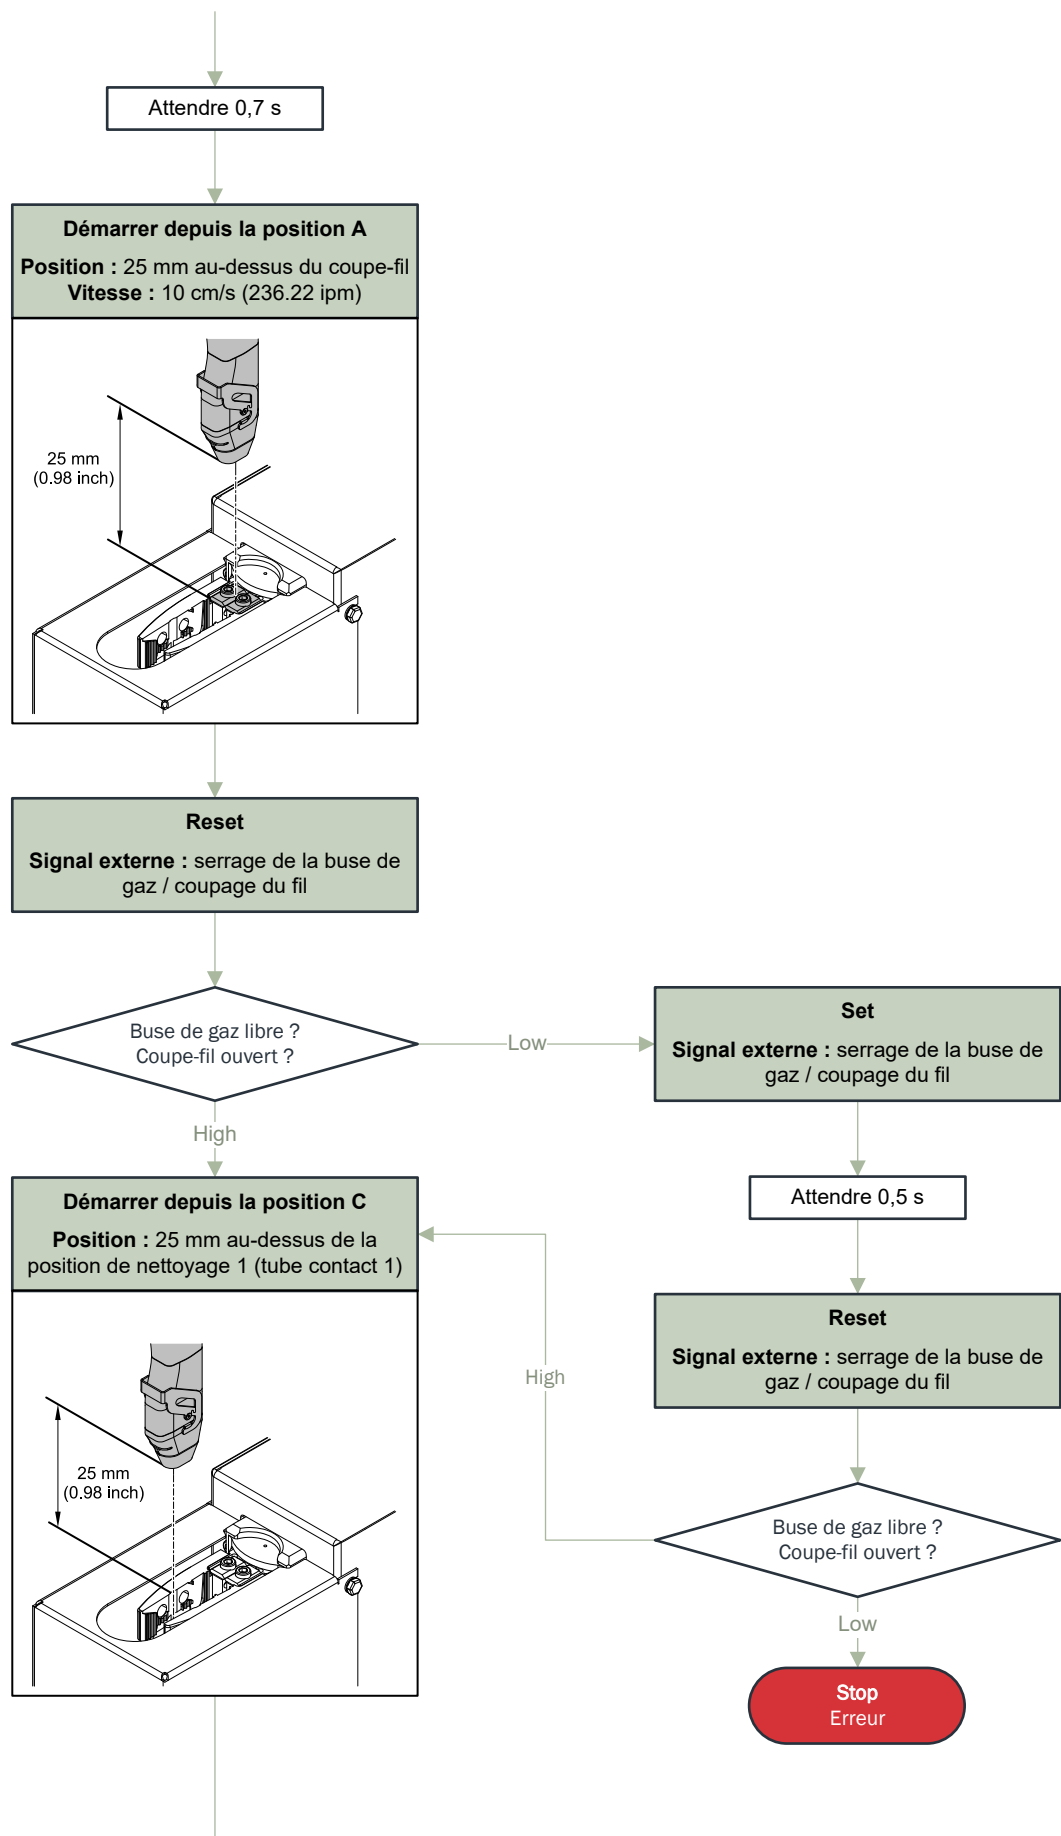 Attendre 0,7 s
Démarrer depuis la position A
Position : 25 mm au-dessus du coupe-fil
Vitesse : 10 cm/s (236.22 ipm)
25 mm
(0.98 inch)
Reset
Signal externe : serrage de la buse de
gaz / coupage du fil
Buse de gaz libre ?
Coupe-fil ouvert ?
Low
High
Set
Signal externe : serrage de la buse de
gaz / coupage du fil
Attendre 0,5 s
Reset
Signal externe : serrage de la buse de
gaz / coupage du fil
Buse de gaz libre ?
Coupe-fil ouvert ?
High
Low
Stop
Erreur
Démarrer depuis la position C
Position : 25 mm au-dessus de la
position de nettoyage 1 (tube contact 1)
25 mm
(0.98 inch)